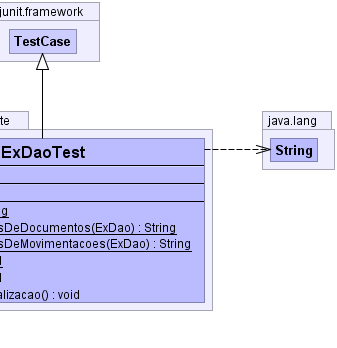 junit.framework
TestCase
te
java.lang
ExDaoTest
String
g
sDeDocumentos(ExDao) : String
sDeMovimentacoes(ExDao) : String
alizacao() : void